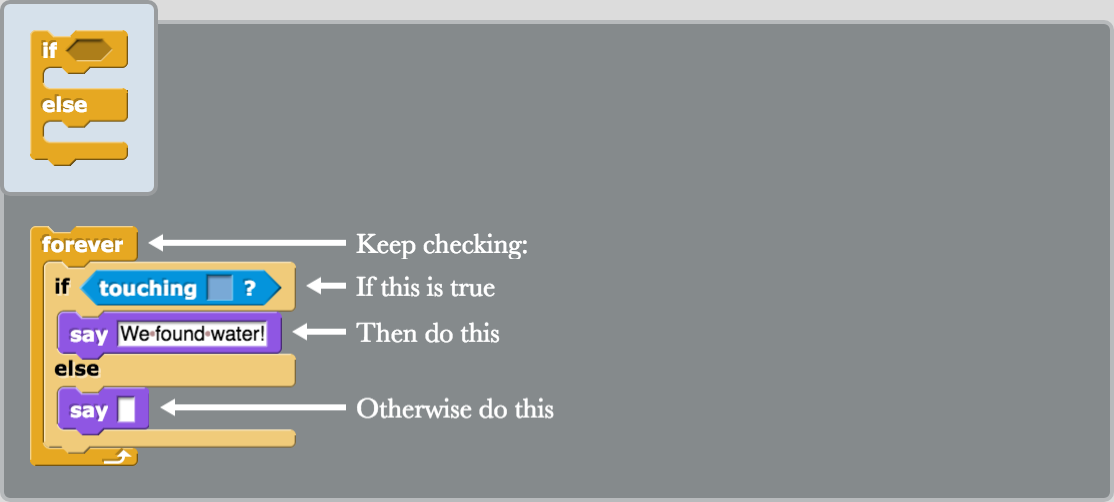 if
else
forever
Keep checking:
if touching ?
If this is true
say We found water!
Then do this
else
say
Otherwise do this